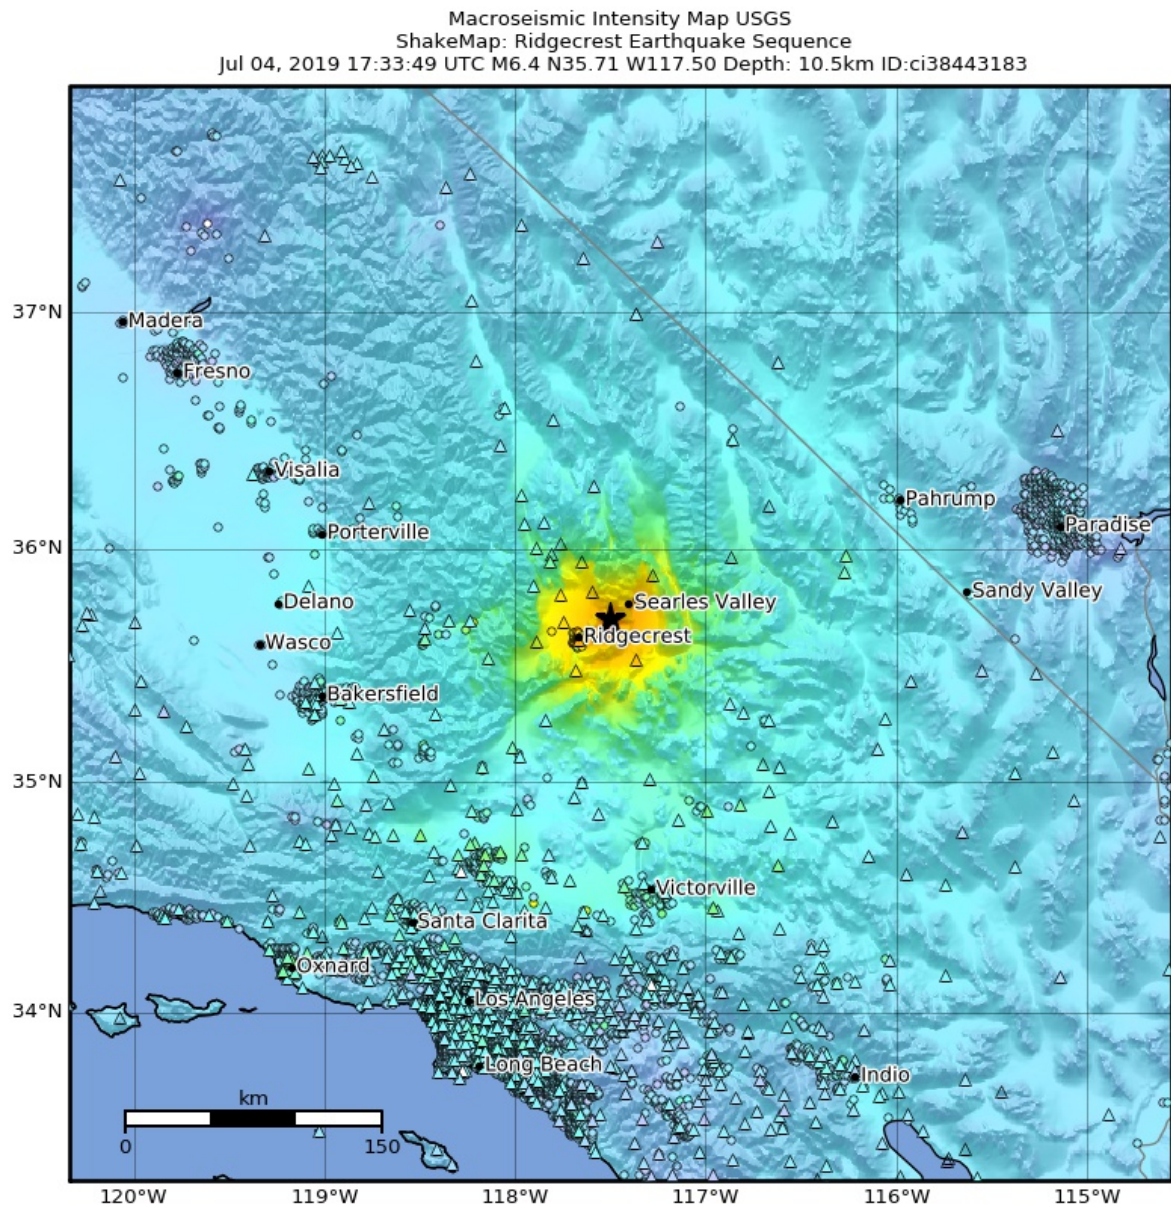 Macroseismic Intensity Map USGS
ShakeMap: Ridgecrest Earthquake Sequence
Jul 04, 2019 17:33:49 UTC M6.4 N35.71 W117.50 Depth: 10.5km ID:ci38443183
37°N
Madera
Fresno
Visalia
Pahrump
Paradise
Porterville
36°N
Sandy Valley
Delano
Searles Valley
Ridgecrest
Wasco
Bakersfield
35°N
Victorville
Santa Clarita
Oxnard
Los Angeles
34°N
Long Beach
Indio
km
0
150
120°W
119°W
118°W
117°W
116°W
115°W